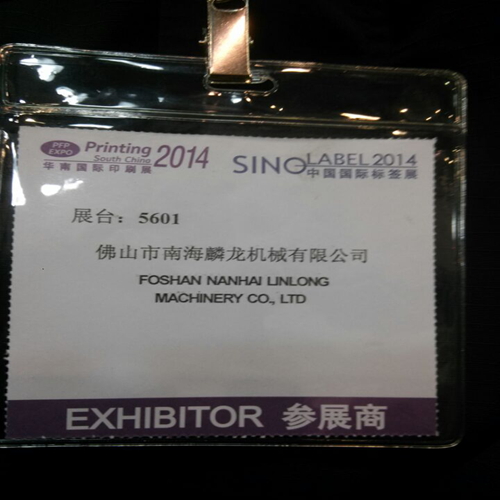 PFP EXPO Printing South China 2014
华南国际印刷展
SINO LABEL 2014
中国国际标签展
展台：5601
佛山市南海麟龙机械有限公司
FOSHAN NANHAI LINLONG
MACHINERY CO., LTD
EXHIBITOR 参展商